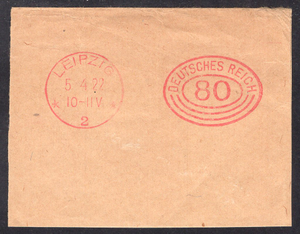 LEIPZIG
5.4.22
10-11V.
* 2 *
DEUTSCHES REICH
80